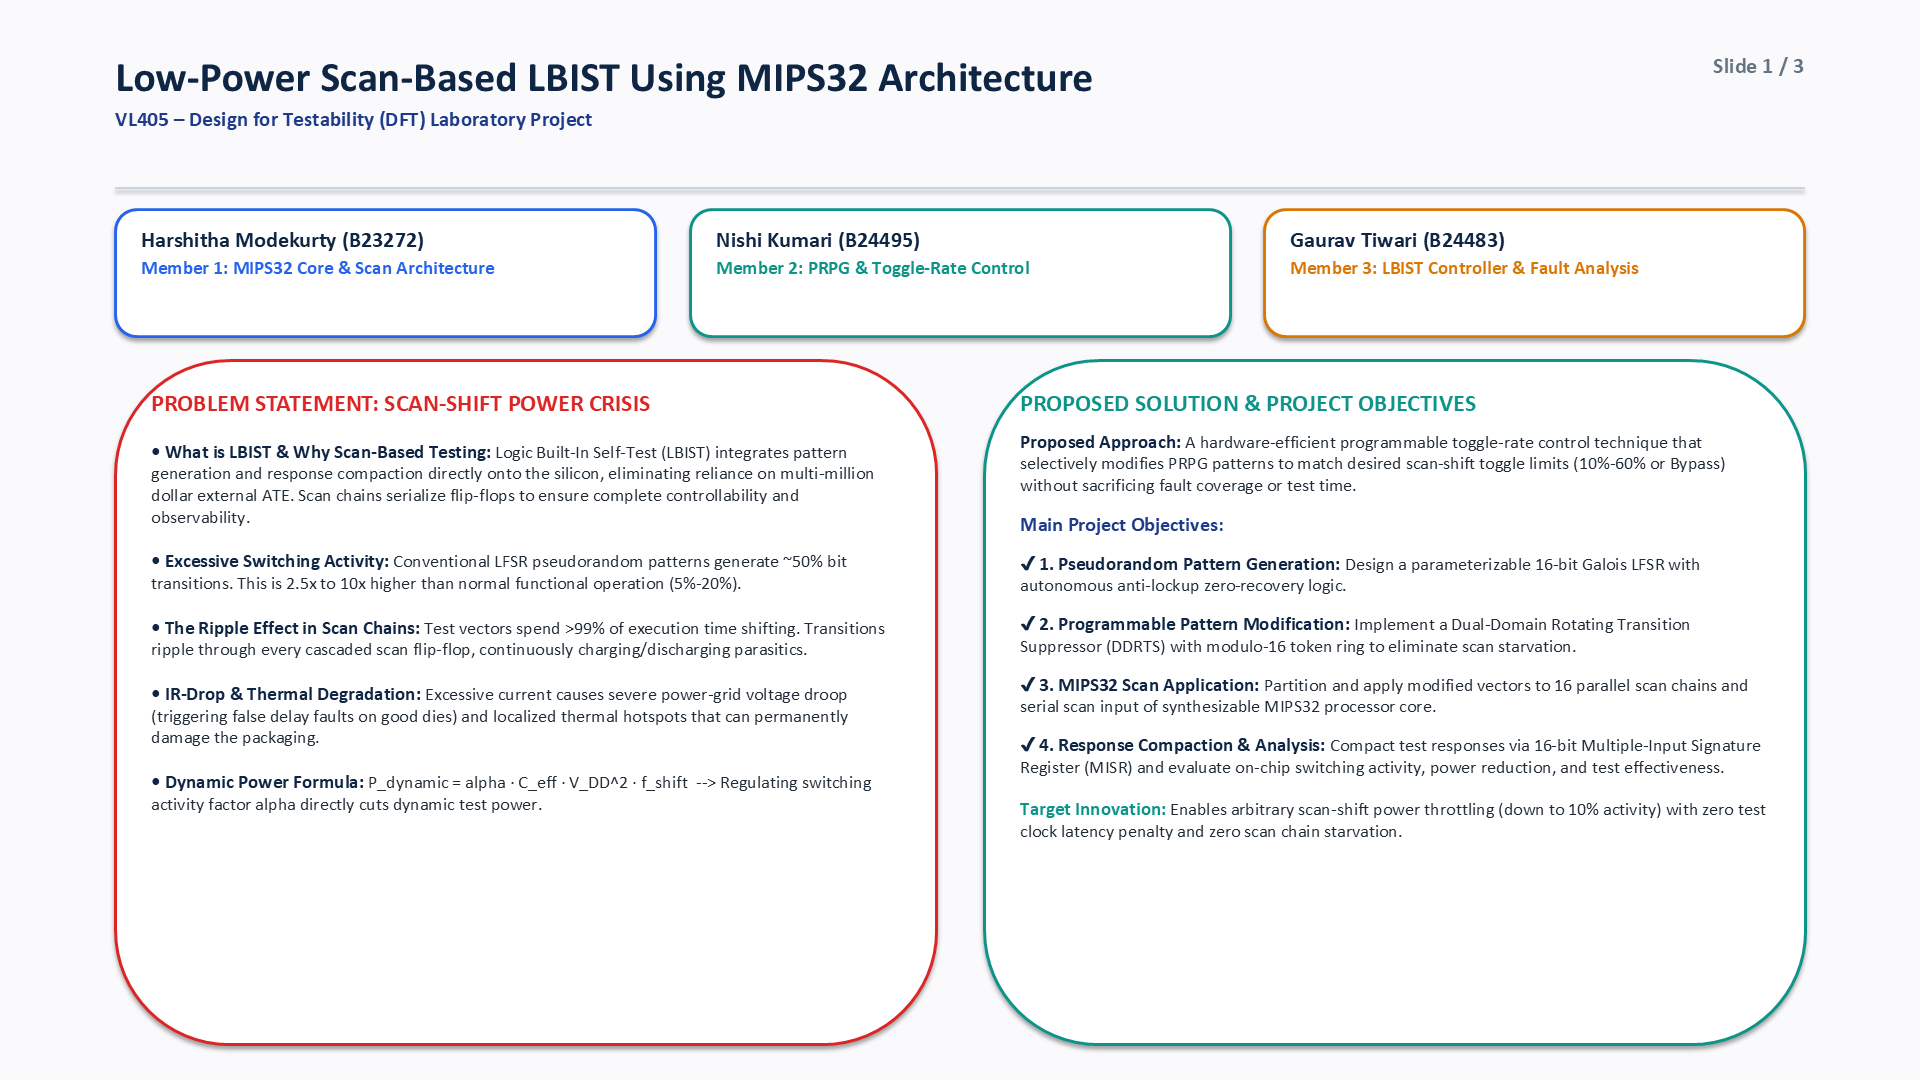 Low-Power Scan-Based LBIST Using MIPS32 Architecture
Slide 1 / 3
VL405 – Design for Testability (DFT) Laboratory Project
Harshitha Modekurty (B23272)
Member 1: MIPS32 Core & Scan Architecture
Nishi Kumari (B24495)
Member 2: PRPG & Toggle-Rate Control
Gaurav Tiwari (B24483)
Member 3: LBIST Controller & Fault Analysis
PROBLEM STATEMENT: SCAN-SHIFT POWER CRISIS
• What is LBIST & Why Scan-Based Testing: Logic Built-In Self-Test (LBIST) integrates pattern
generation and response compaction directly onto the silicon, eliminating reliance on multi-million
dollar external ATE. Scan chains serialize flip-flops to ensure complete controllability and
observability.
• Excessive Switching Activity: Conventional LFSR pseudorandom patterns generate ~50% bit
transitions. This is 2.5x to 10x higher than normal functional operation (5%-20%).
• The Ripple Effect in Scan Chains: Test vectors spend >99% of execution time shifting. Transitions
ripple through every cascaded scan flip-flop, continuously charging/discharging parasitics.
• IR-Drop & Thermal Degradation: Excessive current causes severe power-grid voltage droop
(triggering false delay faults on good dies) and localized thermal hotspots that can permanently
damage the packaging.
• Dynamic Power Formula: P_dynamic = alpha · C_eff · V_DD^2 · f_shift --> Regulating switching
activity factor alpha directly cuts dynamic test power.
PROPOSED SOLUTION & PROJECT OBJECTIVES
Proposed Approach: A hardware-efficient programmable toggle-rate control technique that
selectively modifies PRPG patterns to match desired scan-shift toggle limits (10%-60% or Bypass)
without sacrificing fault coverage or test time.
Main Project Objectives:
✓ 1. Pseudorandom Pattern Generation: Design a parameterizable 16-bit Galois LFSR with
autonomous anti-lockup zero-recovery logic.
✓ 2. Programmable Pattern Modification: Implement a Dual-Domain Rotating Transition
Suppressor (DDRTS) with modulo-16 token ring to eliminate scan starvation.
✓ 3. MIPS32 Scan Application: Partition and apply modified vectors to 16 parallel scan chains and
serial scan input of synthesizable MIPS32 processor core.
✓ 4. Response Compaction & Analysis: Compact test responses via 16-bit Multiple-Input Signature
Register (MISR) and evaluate on-chip switching activity, power reduction, and test effectiveness.
Target Innovation: Enables arbitrary scan-shift power throttling (down to 10% activity) with zero test
clock latency penalty and zero scan chain starvation.